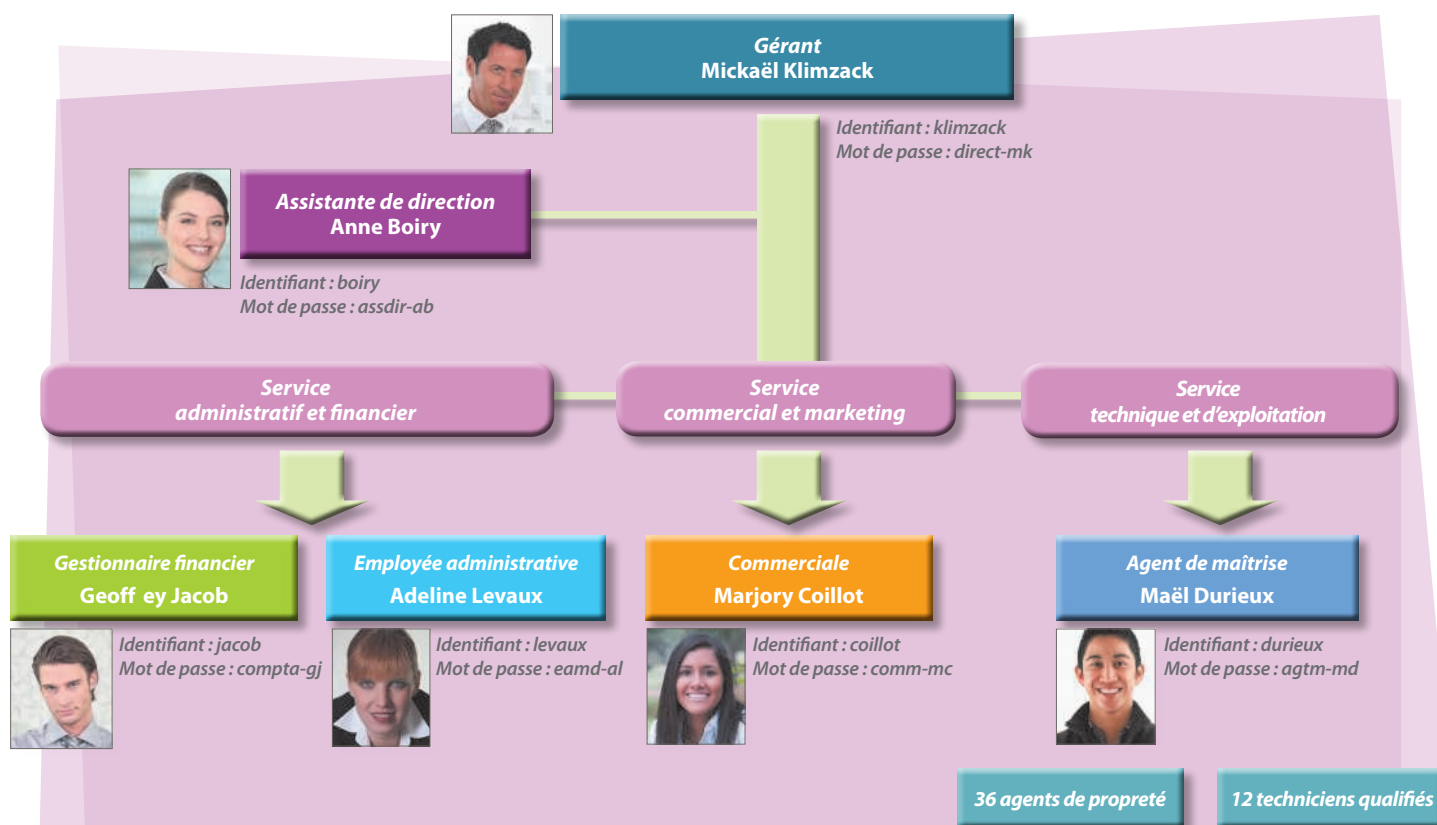 Gérant
Mickaël Klimzack
Identifiant : klimzack
Mot de passe : direct-mk
Assistante de direction
Anne Boiry
Identifiant : boiry
Mot de passe : assdir-ab
Service
administratif et financier
Service
commercial et marketing
Service
technique et d'exploitation
Gestionnaire financier
Geoff ey Jacob
Identifiant : jacob
Mot de passe : compta-gj
Employée administrative
Adeline Levaux
Identifiant : levaux
Mot de passe : eamd-al
Commerciale
Marjory Coillot
Identifiant : coillot
Mot de passe : comm-mc
Agent de maîtrise
Maël Durieux
Identifiant : durieux
Mot de passe : agtm-md
36 agents de propreté
12 techniciens qualifiés